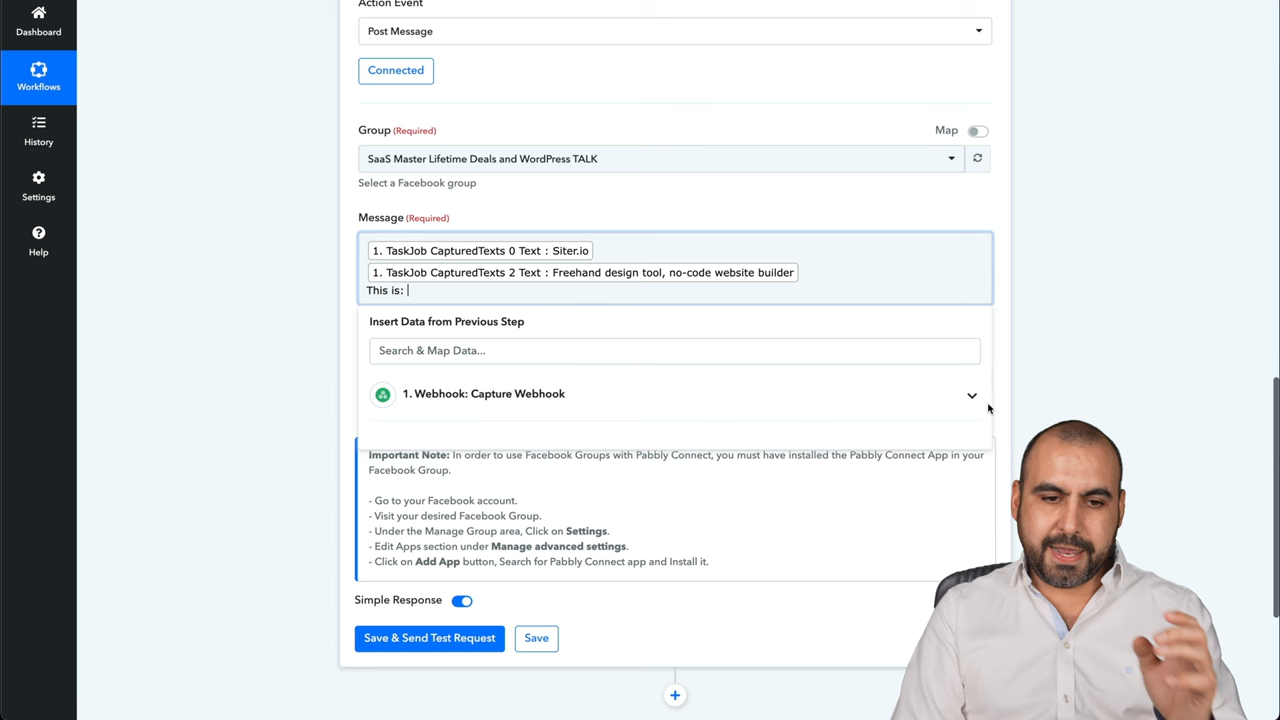 Action Event
Dashboard
Post Message
Workflows
Connected
History
Group (Required)
Map
SaaS Master Lifetime Deals and WordPress TALK
Select a Facebook group
Settings
Message (Required)
Help
1. TaskJob CapturedTexts 0 Text : Siter.io
1. TaskJob CapturedTexts 2 Text : Freehand design tool, no-code website builder
This is:
Insert Data from Previous Step
Search & Map Data...
1. Webhook: Capture Webhook
Important Note: In order to use Facebook Groups with Pabbly Connect, you must have installed the Pabbly Connect App in your
Facebook Group.
- Go to your Facebook account.
- Visit your desired Facebook Group.
- Under the Manage Group area, Click on Settings.
- Edit Apps section under Manage advanced settings.
- Click on Add App button, Search for Pabbly Connect app and Install it.
Simple Response
Save & Send Test Request
Save